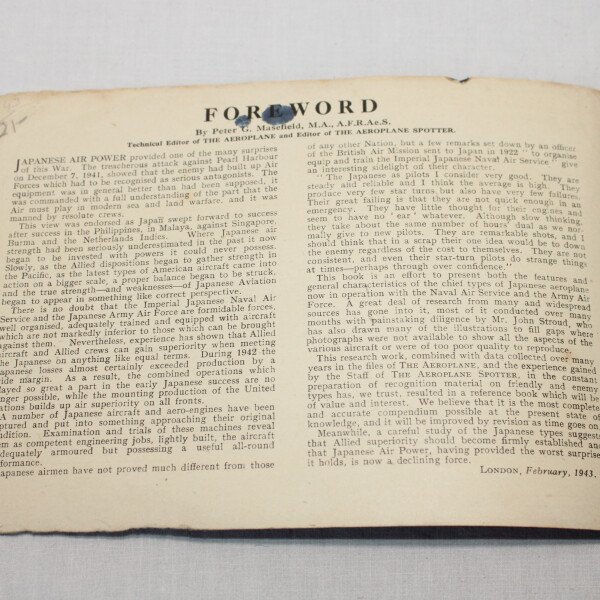 21-
FOREWORD
By Peter G. Masefield, M.A., A.F.R.Ae.S.
Technical Editor of THE AEROPLANE and Editor of THE AEROPLANE SPOTTER.
JAPANESE AIR POWER provided one of the many surprises
of this War. The treacherous attack against Pearl Harbour
on December 7, 1941, showed that the enemy had built up Air
Forces which had to be recognised as serious antagonists. The
equipment was in general better than had been supposed, it
was commanded with a full understanding of the part that the
Air must play in modern sea and land warfare, and it was
manned by resolute crews.
This view was endorsed as Japan swept forward to success
after success in the Philippines, in Malaya, against Singapore,
Burma and the Netherlands Indies. Where Japanese air
strength had been seriously underestimated in the past it now
began to be invested with powers it could never possess.
Slowly, as the Allied dispositions began to gather strength in
the Pacific, as the latest types of American aircraft came into
action on a bigger scale, a proper balance began to be struck,
and the true strength—and weaknesses—of Japanese Aviation
began to appear in something like correct perspective.
There is no doubt that the Imperial Japanese Naval Air
Service and the Japanese Army Air Force are formidable forces,
well organised, adequately trained and equipped with aircraft
which are not markedly inferior to those which can be brought
against them. Nevertheless, experience has shown that Allied
aircraft and Allied crews can gain superiority when meeting
the Japanese on anything like equal terms. During 1942 the
Japanese losses almost certainly exceeded production by a
wide margin. As a result, the combined operations which
played so great a part in the early Japanese success are no
longer possible, while the mounting production of the United
Nations builds up air superiority on all fronts.
A number of Japanese aircraft and aero-engines have been
captured and put into something approaching their original
condition. Examination and trials of these machines reveal
them as competent engineering jobs, lightly built, the aircraft
inadequately armoured but possessing a useful all-round
performance.
Japanese airmen have not proved much different from those
of any other Nation, but a few remarks set down by an officer
of the British Air Mission sent to Japan in 1922 "to organise
equip and train the Imperial Japanese Naval Air Service" give
an interesting sidelight of their character.
"The Japanese as pilots I consider very good. They are
steady and reliable and I think the average is high. They
produce very few star turns but also have very few failures.
Their great failing is that they are not quick enough in an
emergency. They have little thought for their engines and
seem to have no 'ear' whatever. Although slow thinking,
they take about the same number of hours' dual as we nor-
mally give to new pilots. They are remarkable shots, and I
should think that in a scrap their one idea would be to down
the enemy regardless of the cost to themselves. They are not
consistent, and even their star-turn pilots do strange things
at times—perhaps through over confidence."
This book is an effort to present both the features and
general characteristics of the chief types of Japanese aeroplane
now in operation with the Naval Air Service and the Army Air
Force. A great deal of research from many and widespread
sources has gone into it, most of it conducted over many
months with painstaking diligence by Mr. John Stroud, who
has also drawn many of the illustrations to fill gaps where
photographs were not available to show all the aspects of the
various aircraft or were of too poor quality to reproduce.
This research work, combined with data collected over many
years in the files of THE AEROPLANE, and the experience gained
by the Staff of THE AEROPLANE SPOTTER, in the constant
preparation of recognition material on friendly and enemy
types has, we trust, resulted in a reference book which will be
of value and interest. We believe that it is the most complete
and accurate compendium possible at the present state of
knowledge, and it will be improved by revision as time goes on
Meanwhile, a careful study of the Japanese types suggests
that Allied superiority should become firmly established and
that Japanese Air Power, having provided the worst surprises
it holds, is now a declining force.
LONDON, February, 1943.